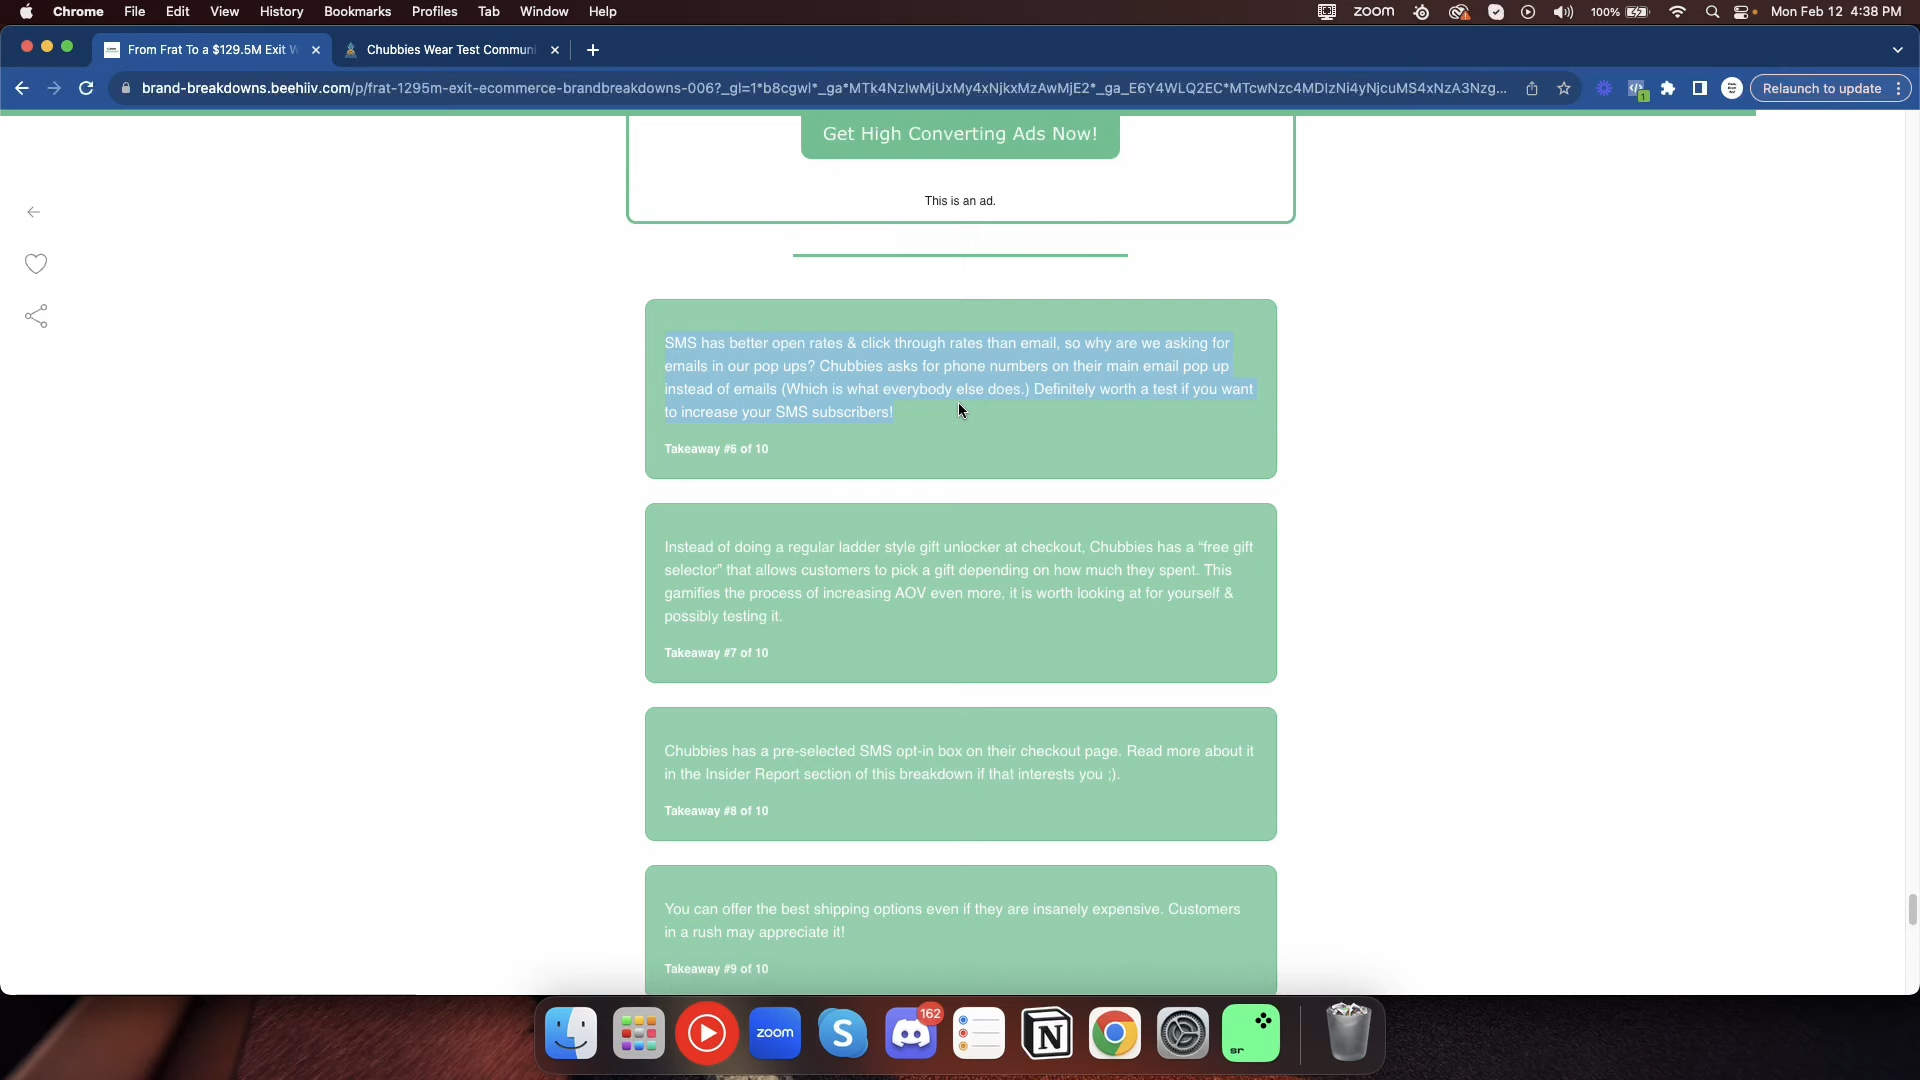 Chrome File Edit View History Bookmarks Profiles Tab Window Help zoom 100% Mon Feb 12 4:38 PM
From Frat To a $129.5M Exit W Chubbies Wear Test Communi
brand-breakdowns.beehiiv.com/p/frat-1295m-exit-ecommerce-brandbreakdowns-006?_gl=1*b8cgwl*_ga*MTk4NzIwMjUxMy4xNjkxMzAwMjE2*_ga_E6Y4WLQ2EC*MTcwNzc4MDIzNi4yNjcuMS4xNzA3Nzg... 1 Relaunch to update
Get High Converting Ads Now!
This is an ad.
SMS has better open rates & click through rates than email, so why are we asking for
emails in our pop ups? Chubbies asks for phone numbers on their main email pop up
instead of emails (Which is what everybody else does.) Definitely worth a test if you want
to increase your SMS subscribers!
Takeaway #6 of 10
Instead of doing a regular ladder style gift unlocker at checkout, Chubbies has a “free gift
selector” that allows customers to pick a gift depending on how much they spent. This
gamifies the process of increasing AOV even more, it is worth looking at for yourself &
possibly testing it.
Takeaway #7 of 10
Chubbies has a pre-selected SMS opt-in box on their checkout page. Read more about it
in the Insider Report section of this breakdown if that interests you ;).
Takeaway #8 of 10
You can offer the best shipping options even if they are insanely expensive. Customers
in a rush may appreciate it!
Takeaway #9 of 10
162
zoom
sr